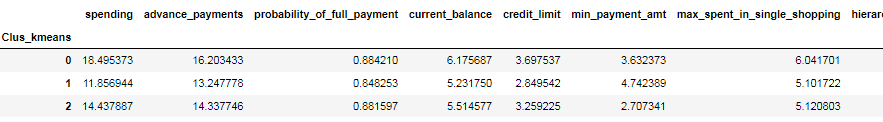 spending advance_payments probability_of_full_payment current_balance credit_limit min_payment_amt max_spent_in_single_shopping hierar
Clus_kmeans
0 18.495373 16.203433 0.884210 6.175687 3.697537 3.632373 6.041701
1 11.856944 13.247778 0.848253 5.231750 2.849542 4.742389 5.101722
2 14.437887 14.337746 0.881597 5.514577 3.259225 2.707341 5.120803